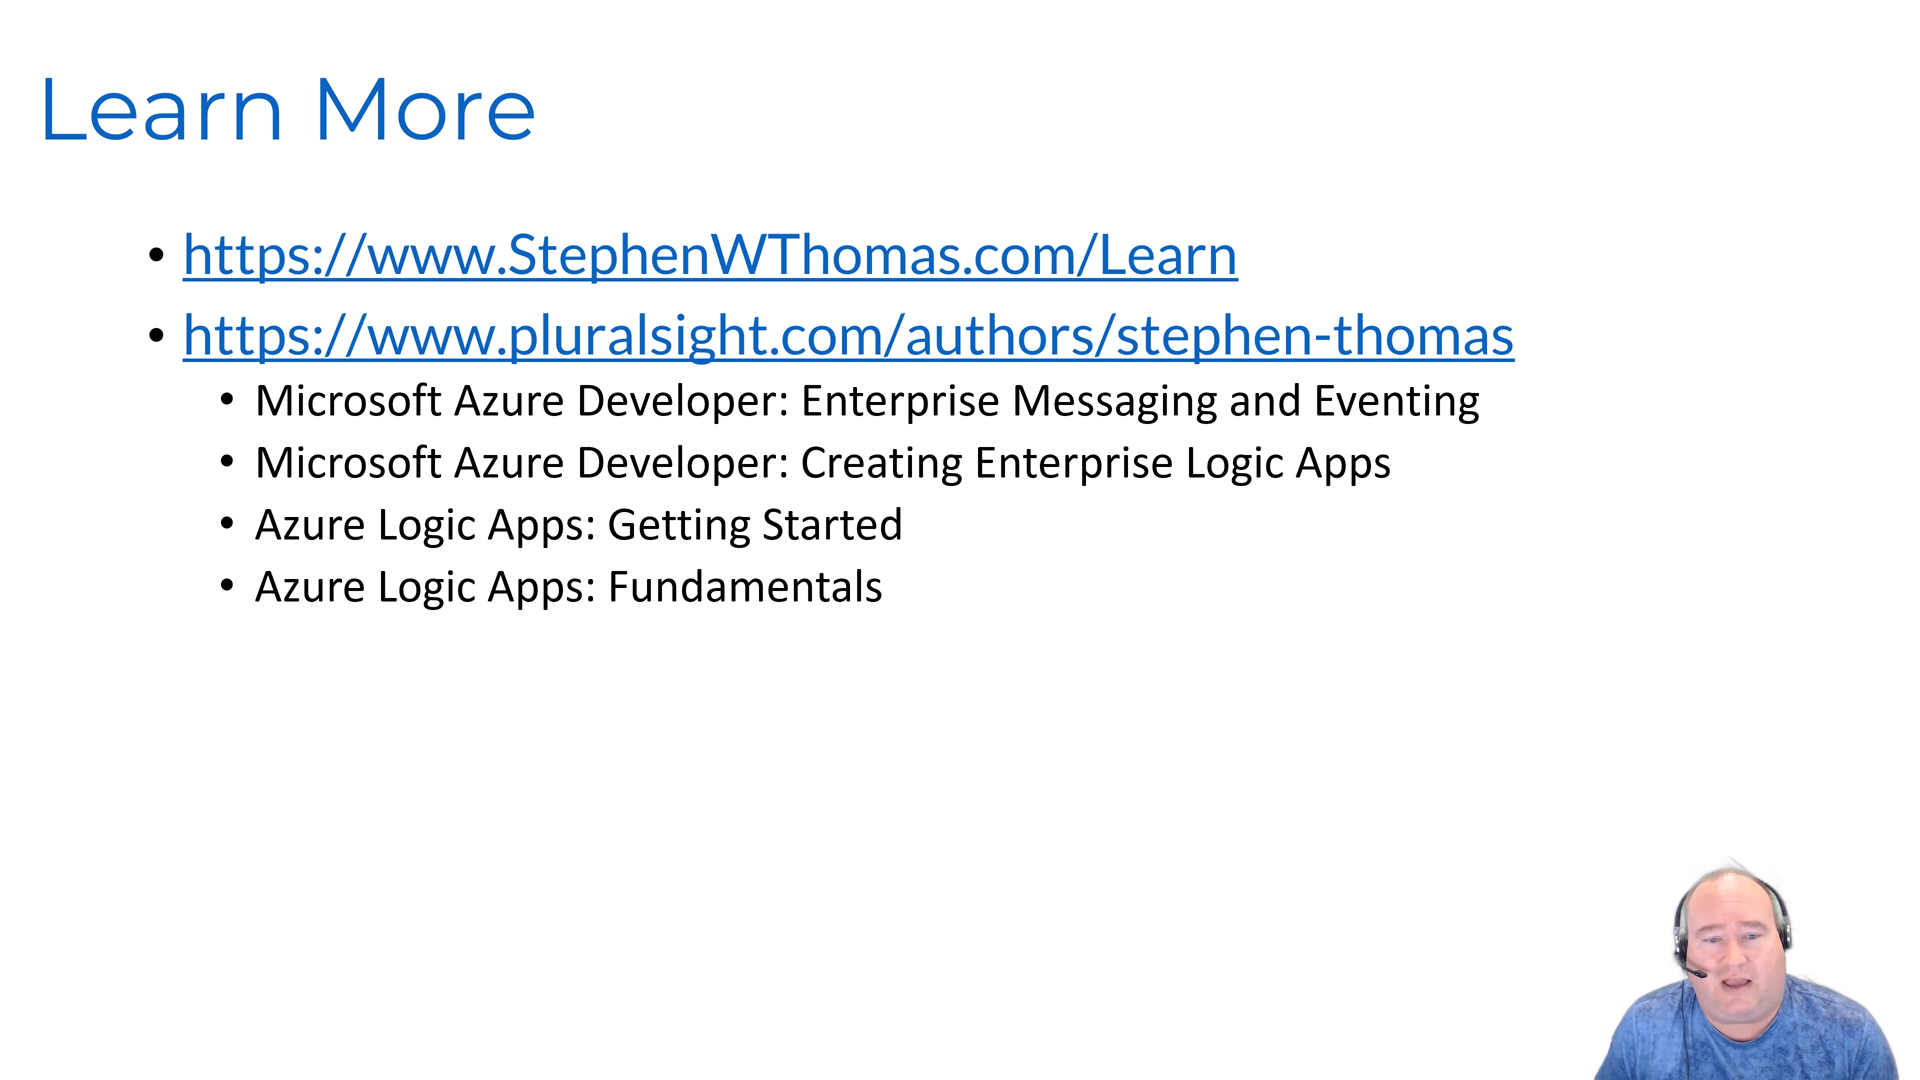 Learn More
• https://www.StephenWThomas.com/Learn
• https://www.pluralsight.com/authors/stephen-thomas
• Microsoft Azure Developer: Enterprise Messaging and Eventing
• Microsoft Azure Developer: Creating Enterprise Logic Apps
• Azure Logic Apps: Getting Started
• Azure Logic Apps: Fundamentals